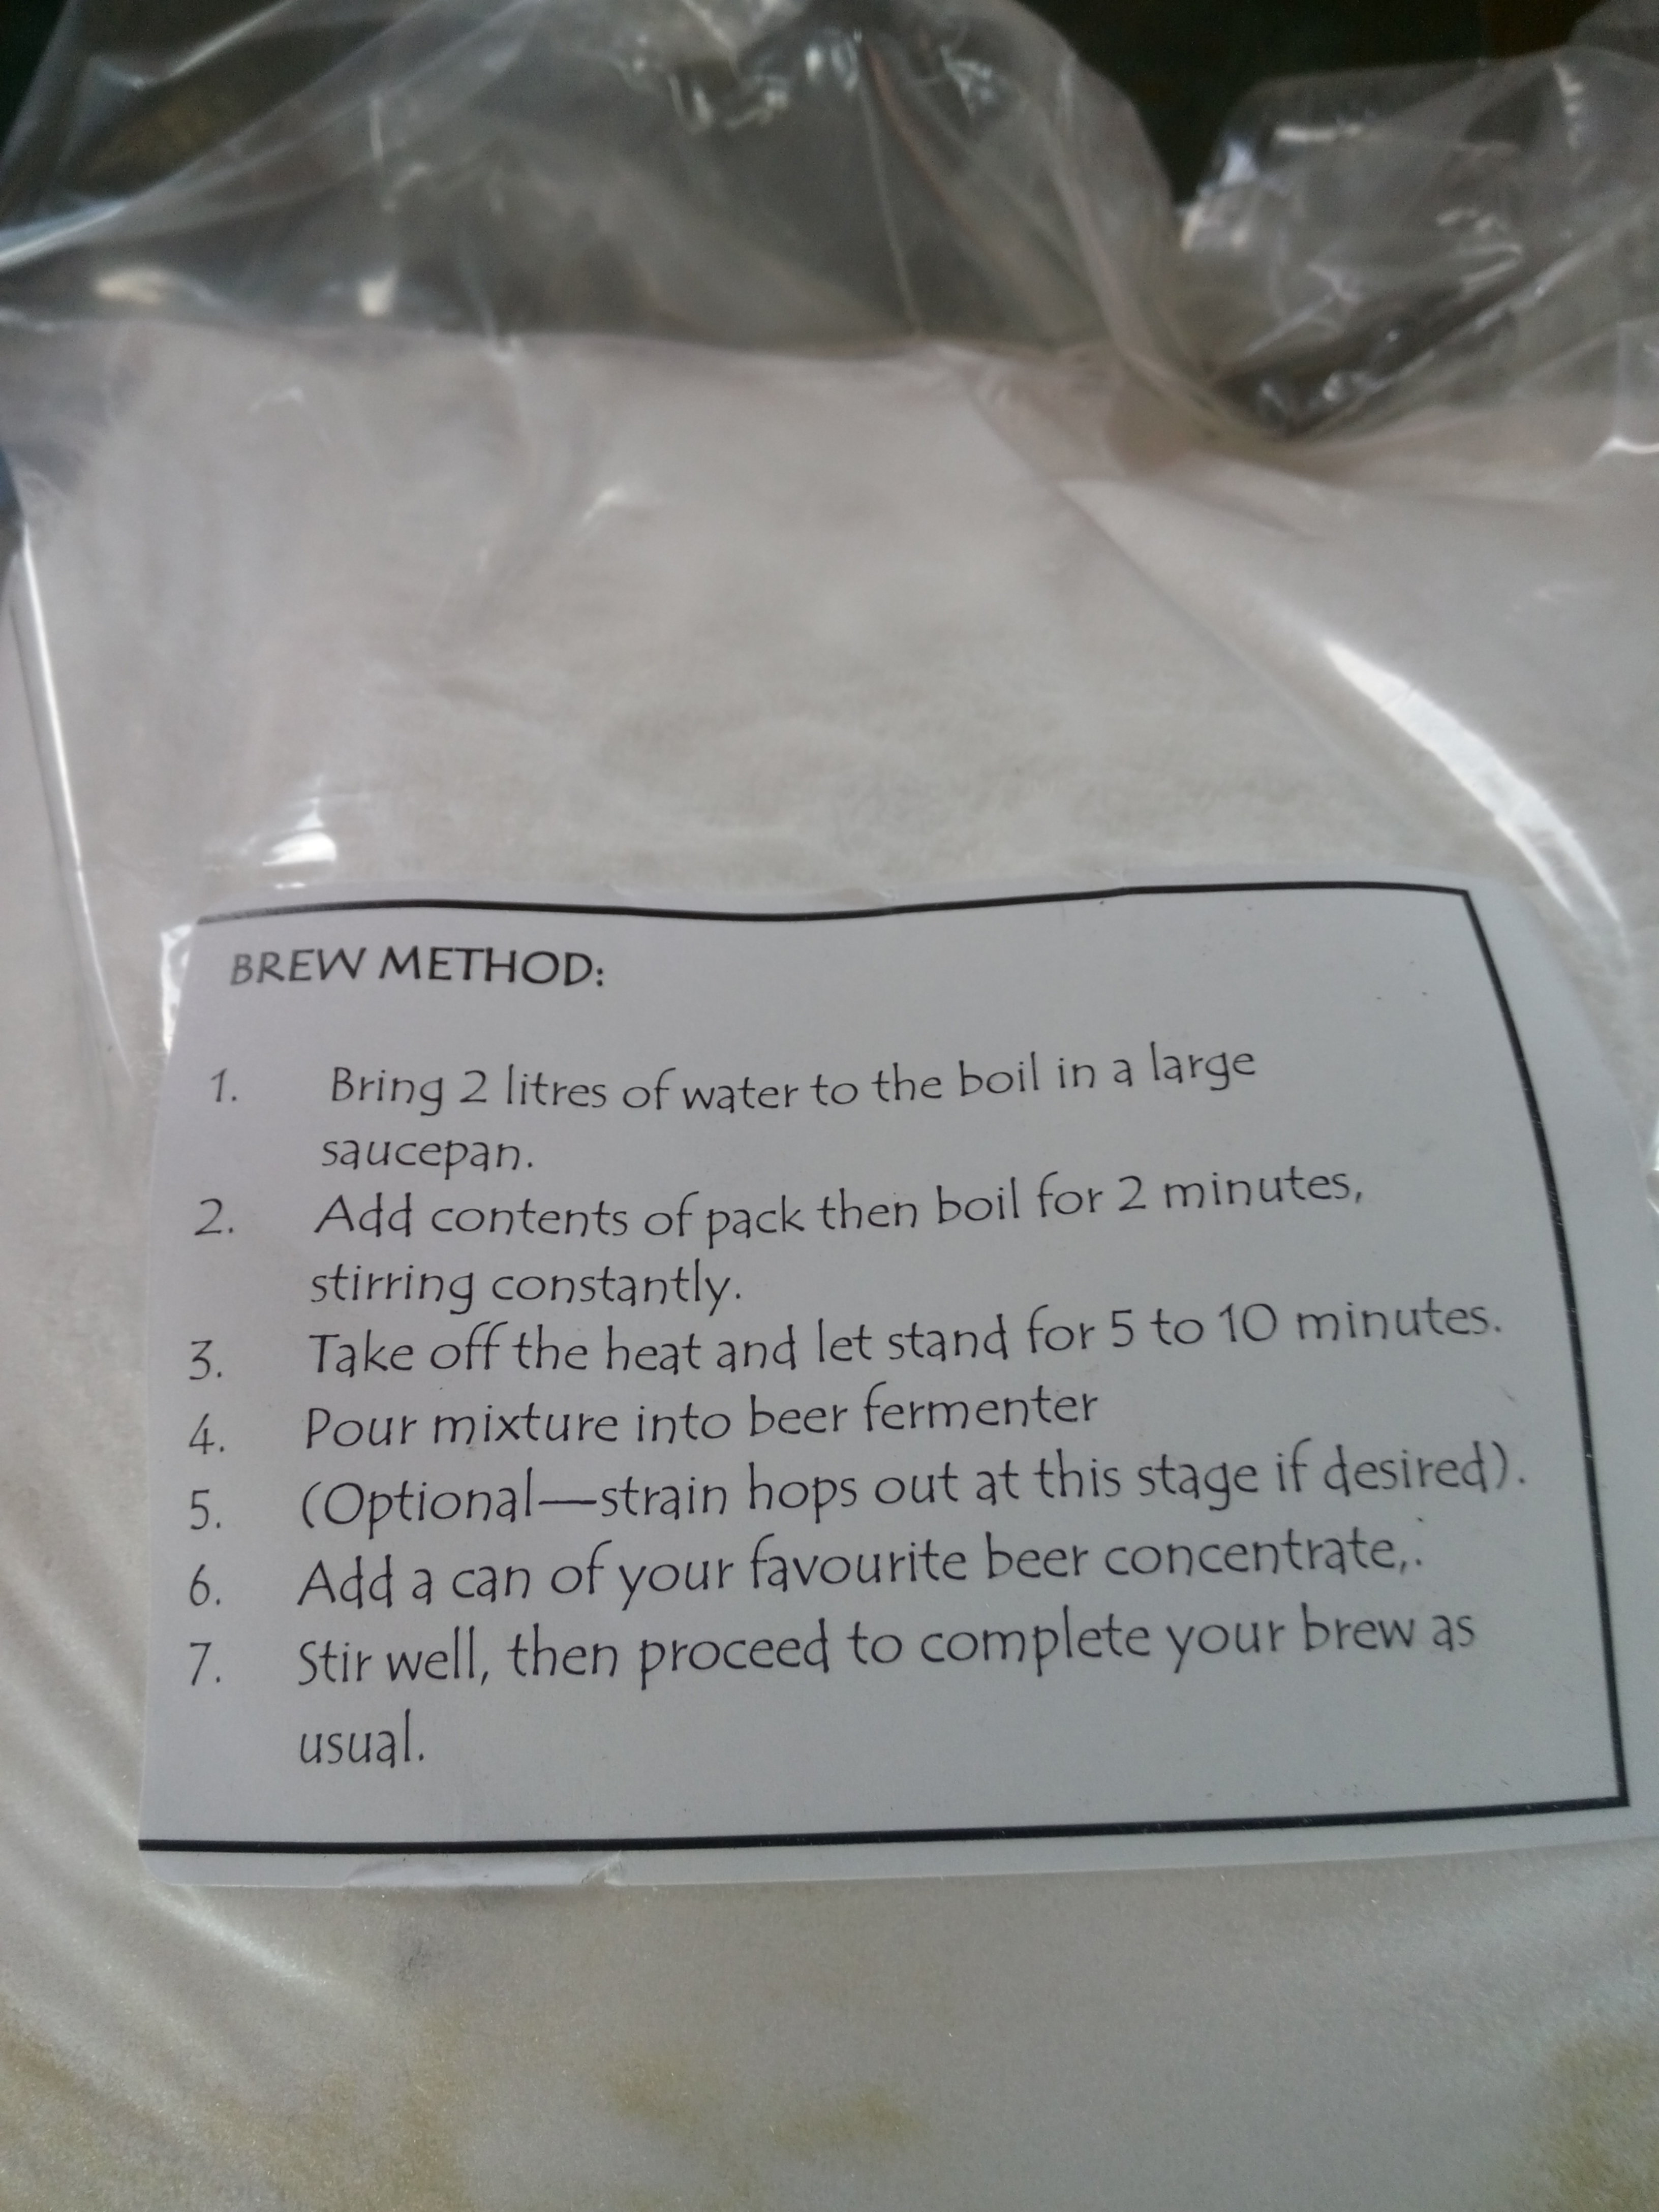 BREW METHOD:
1. Bring 2 litres of water to the boil in a large
saucepan.
2. Add contents of pack then boil for 2 minutes,
stirring constantly.
3. Take off the heat and let stand for 5 to 10 minutes.
4. Pour mixture into beer fermenter
5. (Optional—strain hops out at this stage if desired).
6. Add a can of your favourite beer concentrate,.
7. Stir well, then proceed to complete your brew as
usual.